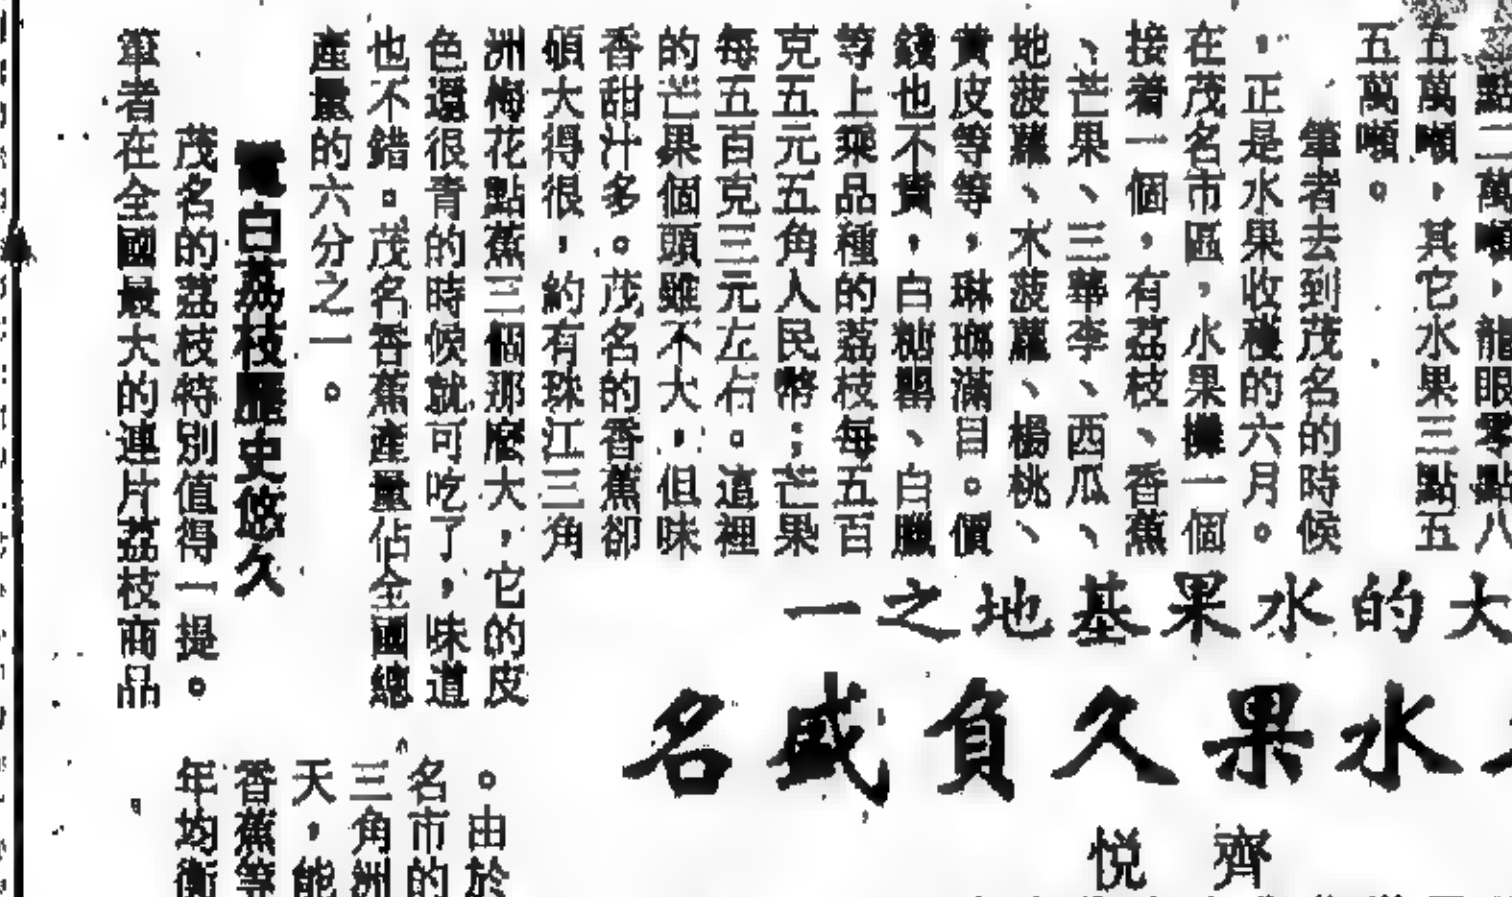 大的水果基地之一
水果久負盛名
齊悦
點二萬噸，龍眼零點八
五萬噸，其它水果三點五
五萬噸。
筆者去到茂名的時候
，正是水果收穫的六月。
在茂名市區，水果攤一個
接着一個，有荔枝、香蕉
、芒果、三華李、西瓜、
地菠蘿、木菠蘿、楊桃、
黃皮等等，琳瑯滿目。價
錢也不貴，白糖罌、白臘
等上乘品種的荔枝每五百
克五元五角人民幣；芒果
每五百克三元左右。這裡
的芒果個頭雖不大，但味
香甜汁多。茂名的香蕉卻
碩大得很，約有珠江三角
洲梅花點蕉三個那麼大，它的皮
色還很青的時候就可吃了，味道
也不錯。茂名香蕉產量佔全國總
產量的六分之一。
電白荔枝歷史悠久
茂名的荔枝特別值得一提。
筆者在全國最大的連片荔枝商品
。由於
名市的
三角洲
天，能
香蕉等
年均衡